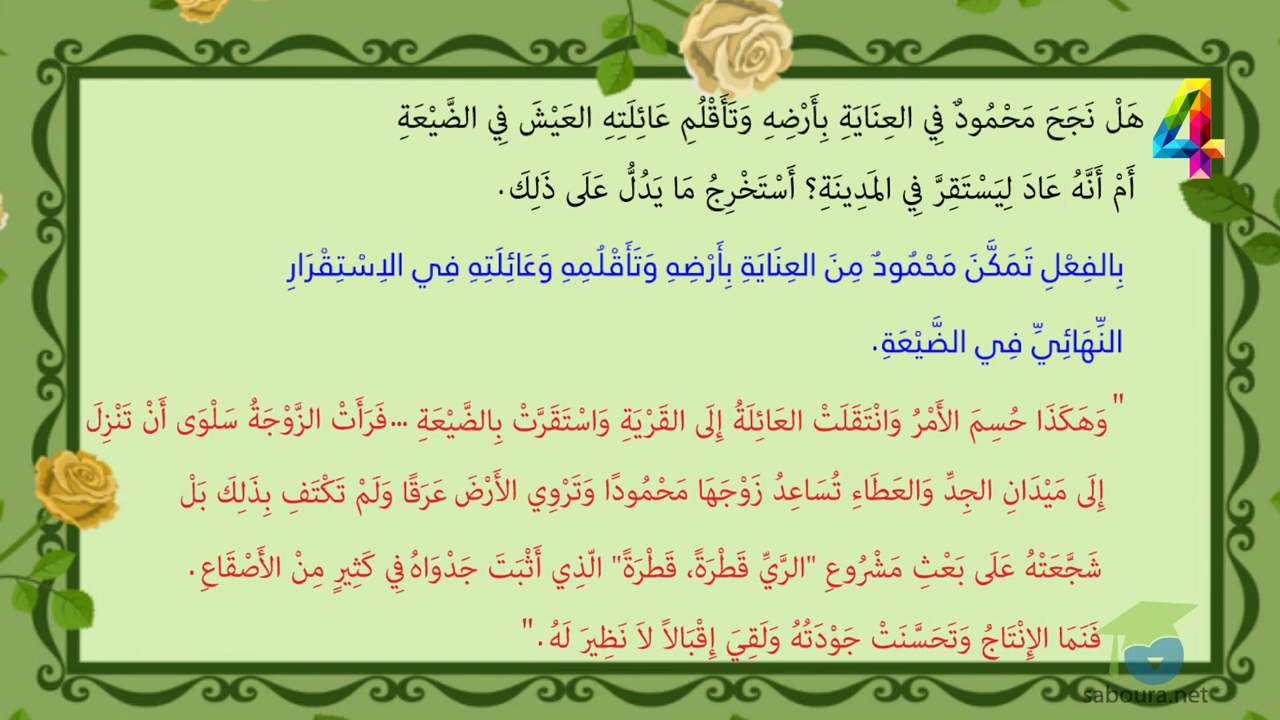 4
هَلْ نَجَحَ مَحْمُودٌ فِي العِنَايَةِ بِأَرْضِهِ وَتَأَقْلُمِ عَائِلَتِهِ العَيْشَ فِي الضَّيْعَةِ
أَمْ أَنَّهُ عَادَ لِيَسْتَقِرَّ فِي المَدِينَةِ؟ أَسْتَخْرِجُ مَا يَدُلُّ عَلَى ذَلِكَ.
بِالفِعْلِ تَمَكَّنَ مَحْمُودٌ مِنَ العِنَايَةِ بِأَرْضِهِ وَتَأَقْلُمِهِ وَعَائِلَتِهِ فِي الاِسْتِقْرَارِ
النِّهَائِيِّ فِي الضَّيْعَةِ.
"وَهَكَذَا حُسِمَ الأَمْرُ وَانْتَقَلَتْ العَائِلَةُ إِلَى القَرْيَةِ وَاسْتَقَرَّتْ بِالضَّيْعَةِ ...فَرَأَتْ الزَّوْجَةُ سَلْوَى أَنْ تَنْزِلَ
إِلَى مَيْدَانِ الجِدِّ وَالعَطَاءِ تُسَاعِدُ زَوْجَهَا مَحْمُودًا وَتَرْوِي الأَرْضَ عَرَقًا وَلَمْ تَكْتَفِ بِذَلِكَ بَلْ
شَجَّعَتْهُ عَلَى بَعْثِ مَشْرُوعِ "الرَّيِّ قَطْرَةً، قَطْرَةً" الّذِي أَثْبَتَ جَدْوَاهُ فِي كَثِيرٍ مِنْ الأَصْقَاعِ.
فَنَمَا الإِنْتَاجُ وَتَحَسَّنَتْ جَوْدَتُهُ وَلَقِيَ إِقْبَالاً لاَ نَظِيرَ لَهُ."
saboura.net